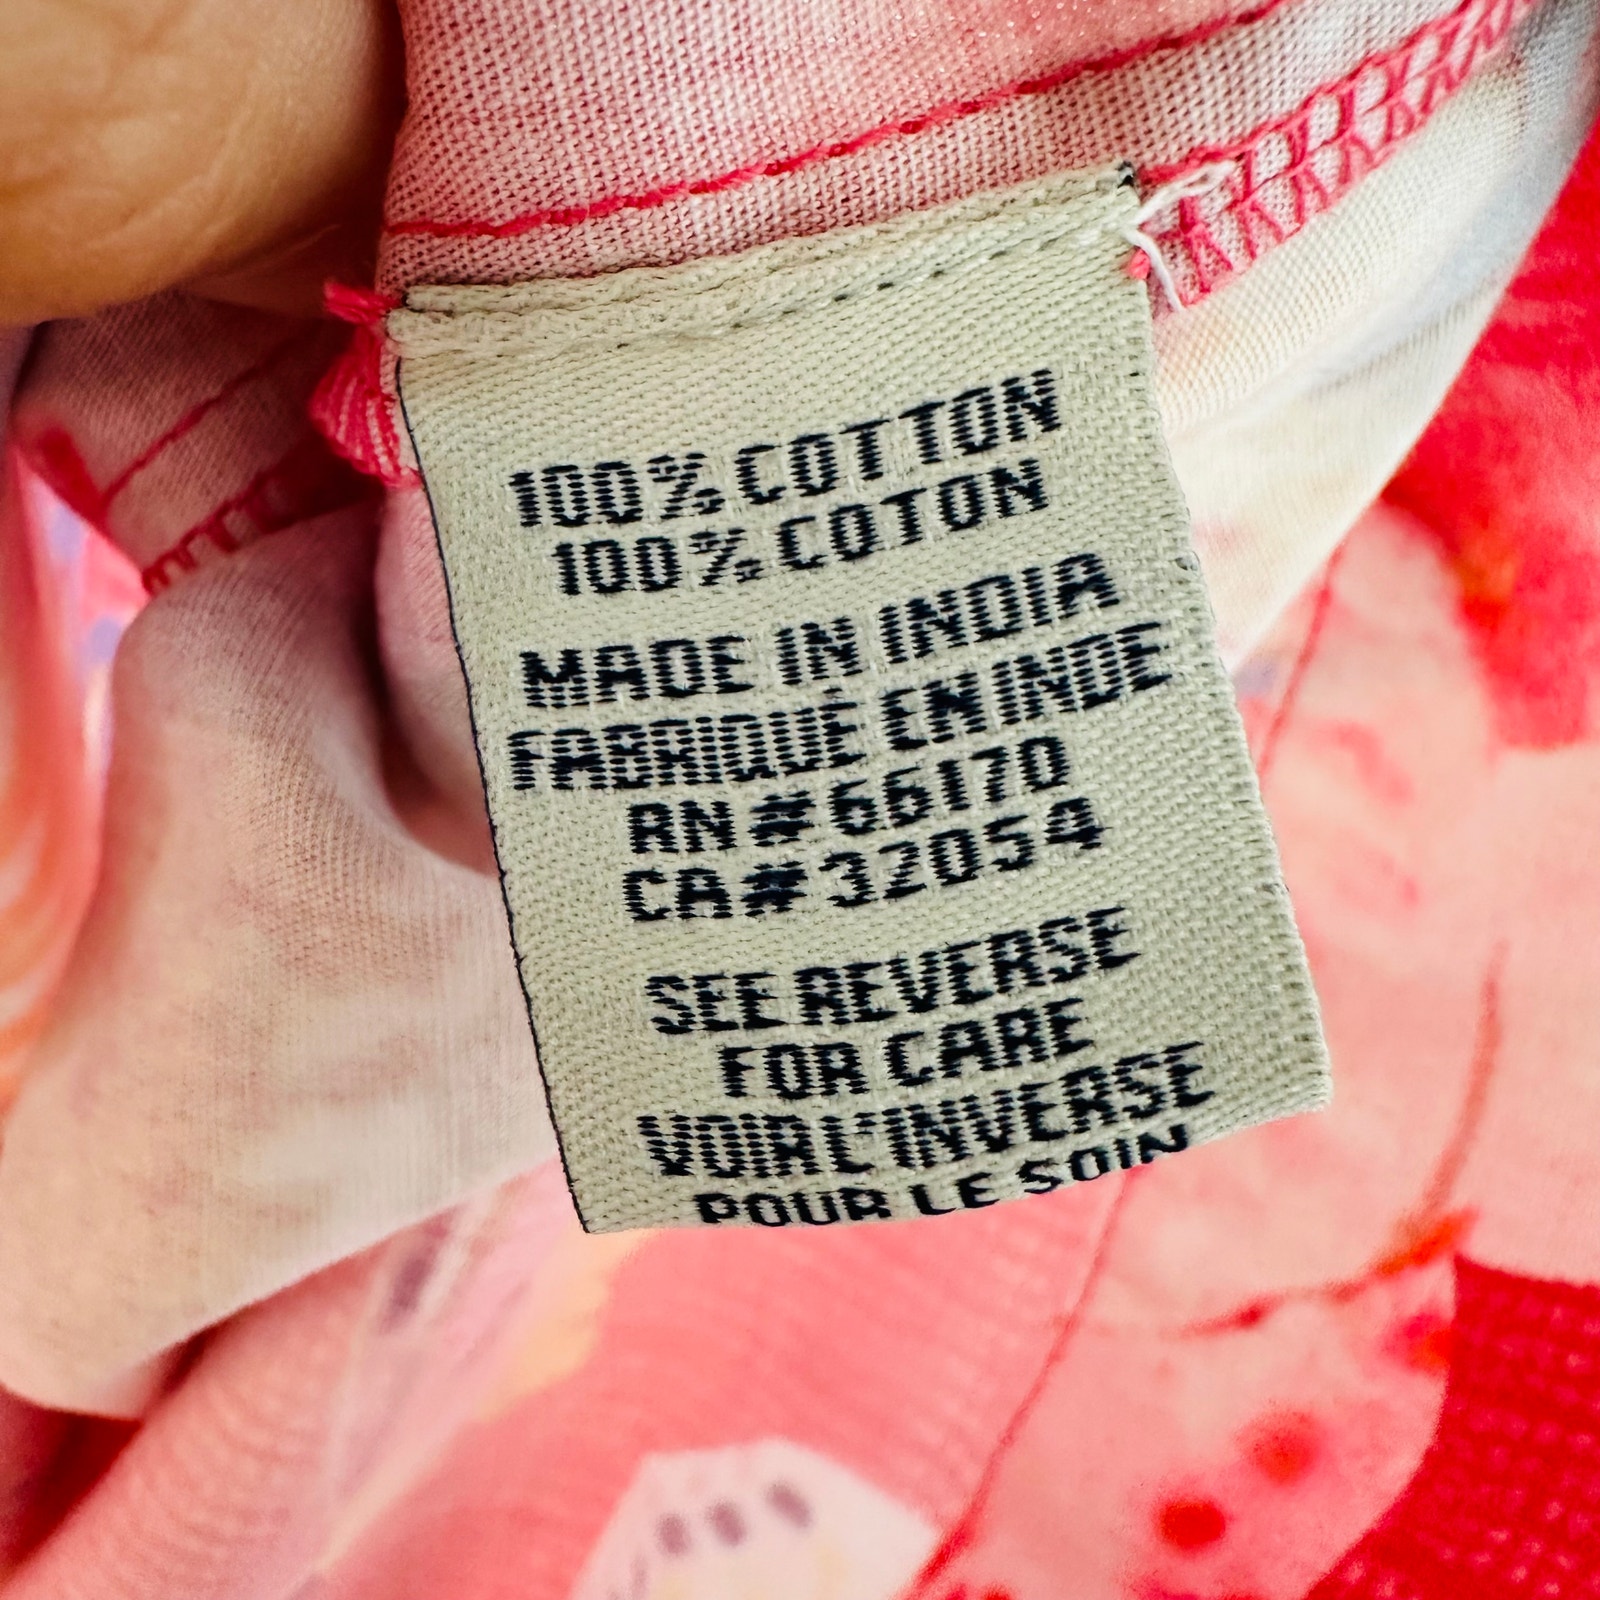 100% COTTON
100% COTON
MADE IN INDIA
FABRIQUÉ EN INDE
RN #66170
CA#32054
SEE REVERSE
FOR CARE
VOIR L'INVERSE
POUR LE SOIN